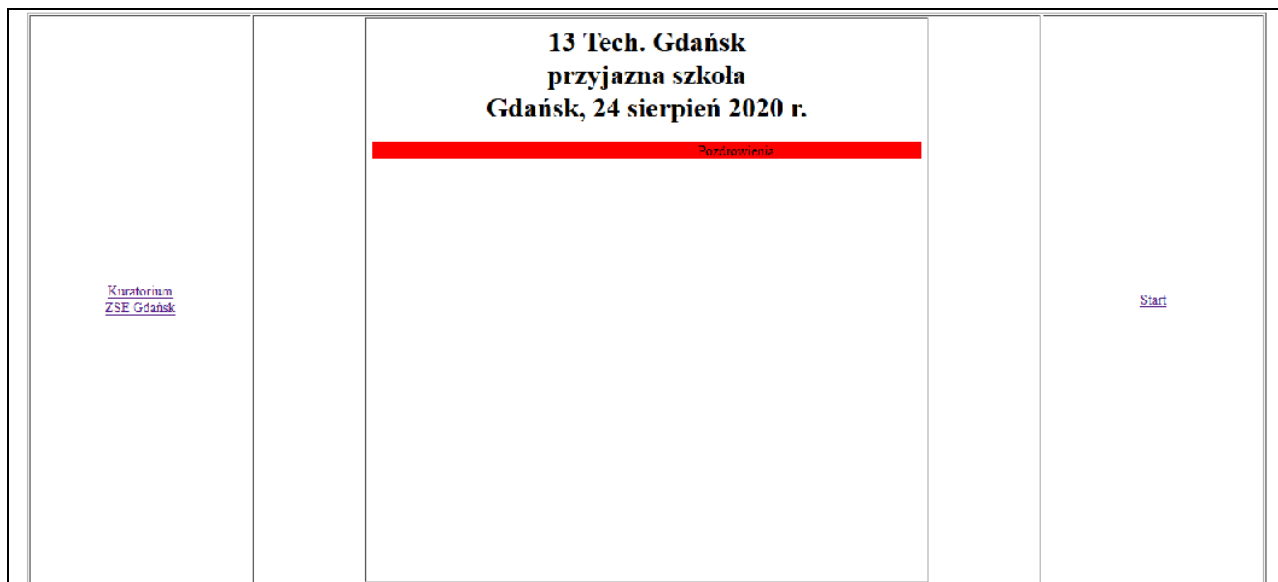 13 Tech. Gdańsk
przyjazna szkoła
Gdańsk, 24 sierpień 2020 r.
Pozdrowienia
Kuratorium
ZSE Gdańsk
Start